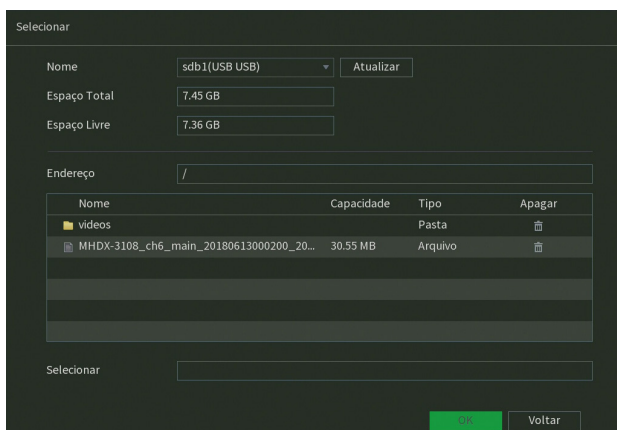 Selecionar
Nome sdb1(USB USB) Atualizar
Espaço Total 7.45 GB
Espaço Livre 7.36 GB
Endereço /
Nome Capacidade Tipo Apagar
videos Pasta
MHDX-3108_ch6_main_20180613000200_20... 30.55 MB Arquivo
Selecionar
OK Voltar